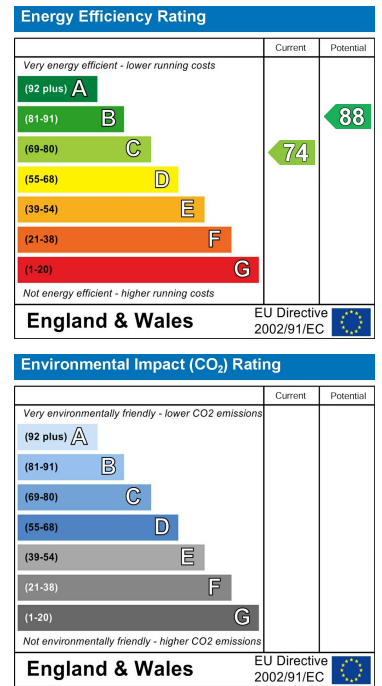 Energy Efficiency Rating
Current Potential
Very energy efficient - lower running costs
(92 plus) A
(81-91) B
88
(69-80) C
74
(55-68) D
(39-54) E
(21-38) F
(1-20) G
Not energy efficient - higher running costs
England & Wales
EU Directive
2002/91/EC
Environmental Impact (CO₂) Rating
Current Potential
Very environmentally friendly - lower CO2 emissions
(92 plus) A
(81-91) B
(69-80) C
(55-68) D
(39-54) E
(21-38) F
(1-20) G
Not environmentally friendly - higher CO2 emissions
England & Wales
EU Directive
2002/91/EC